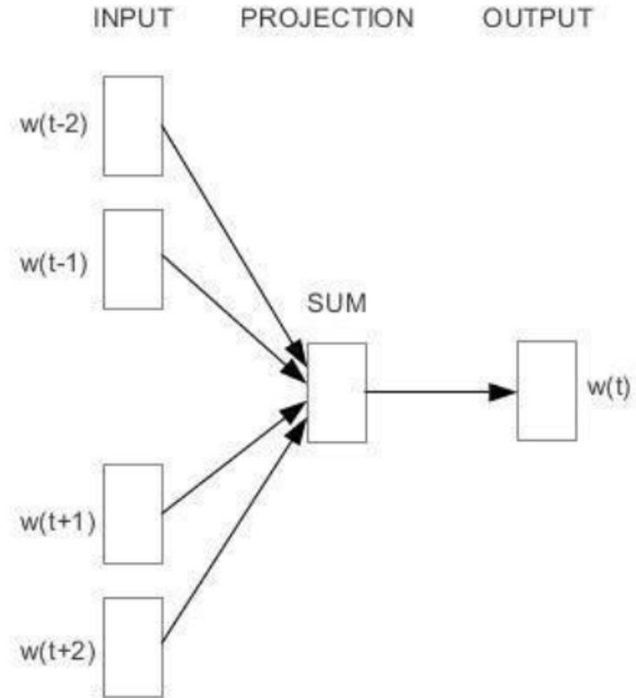 INPUT PROJECTION OUTPUT
w(t-2)
w(t-1)
SUM
w(t)
w(t+1)
w(t+2)